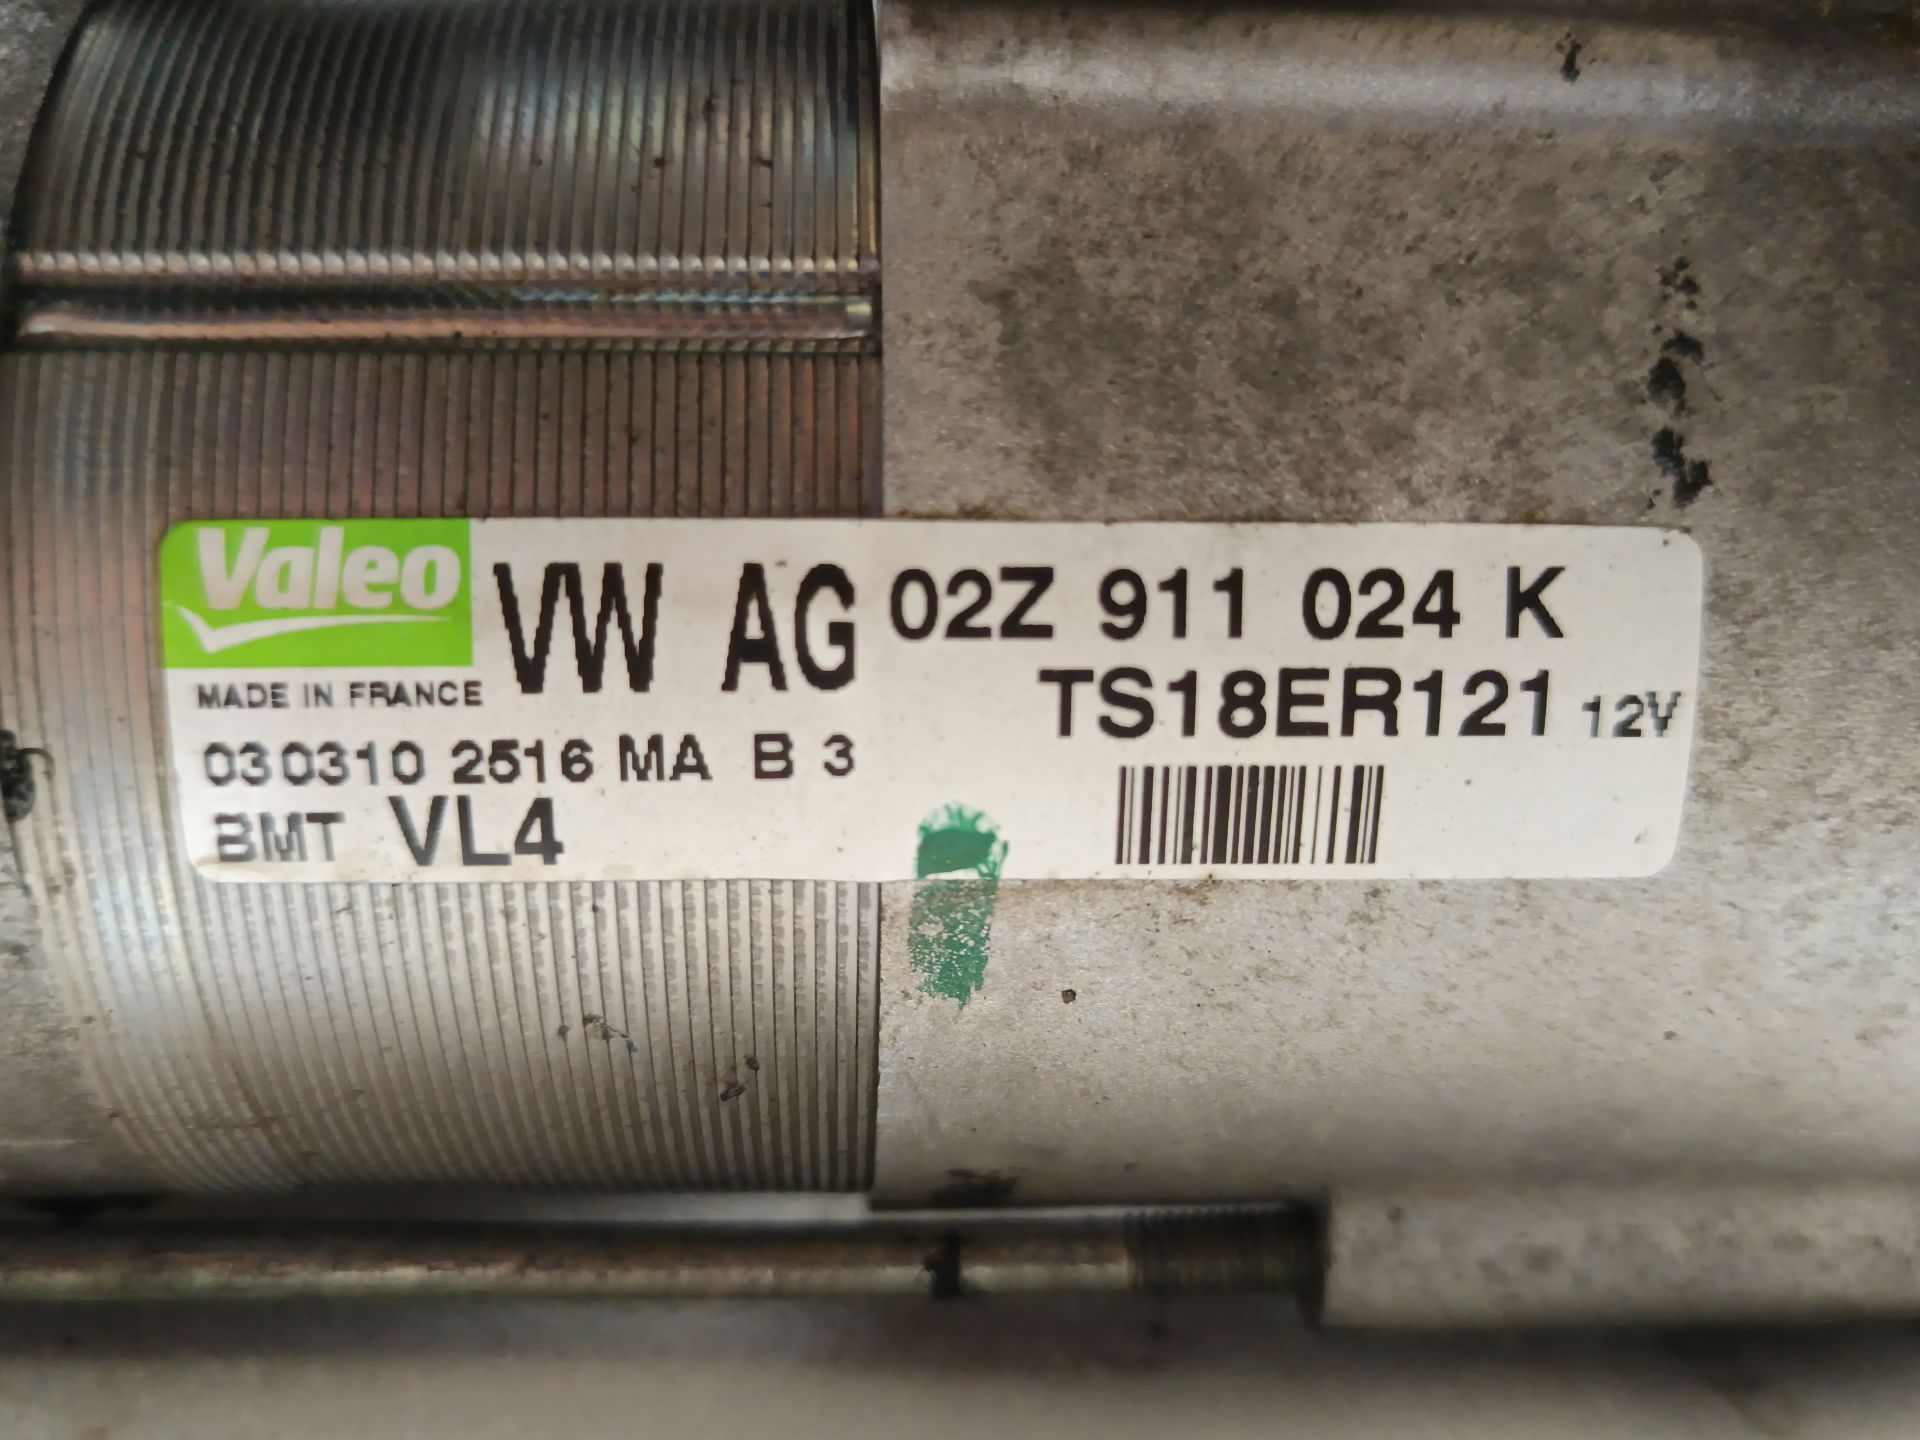 Valeo VW AG 02Z 911 024 K
MADE IN FRANCE
TS18ER121 12V
030310 2516 MA B 3
BMT VL4